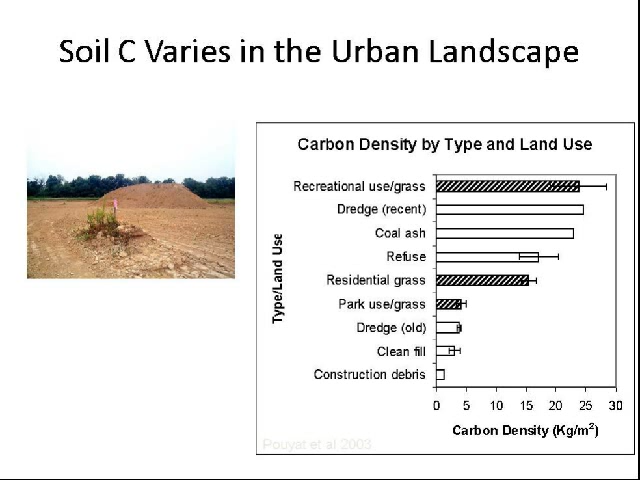 Soil C Varies in the Urban Landscape
Carbon Density by Type and Land Use
Type/Land Use
Recreational use/grass
Dredge (recent)
Coal ash
Refuse
Residential grass
Park use/grass
Dredge (old)
Clean fill
Construction debris
0 5 10 15 20 25 30
Carbon Density (Kg/m²)
Pouyat et al 2003